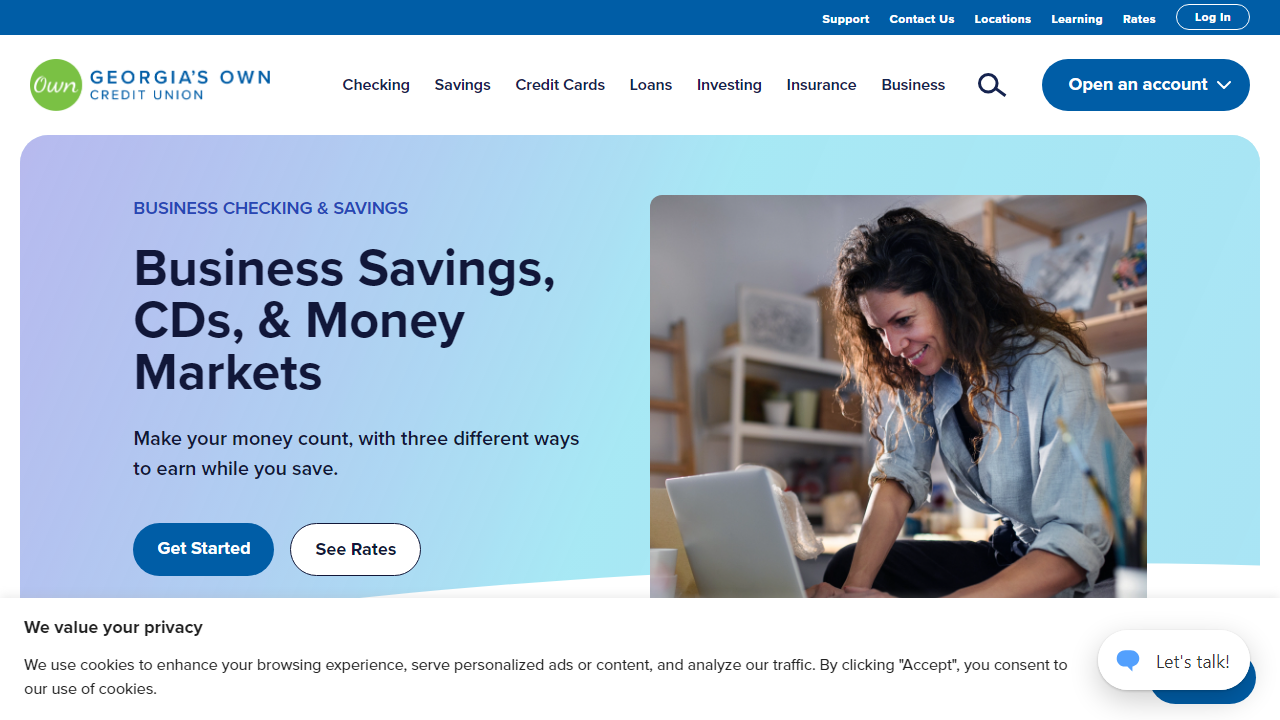 Support Contact Us Locations Learning Rates Log In
Own GEORGIA'S OWN
CREDIT UNION
Checking Savings Credit Cards Loans Investing Insurance Business
Open an account
BUSINESS CHECKING & SAVINGS
Business Savings,
CDs, & Money
Markets
Make your money count, with three different ways
to earn while you save.
Get Started See Rates
We value your privacy
We use cookies to enhance your browsing experience, serve personalized ads or content, and analyze our traffic. By clicking "Accept", you consent to
our use of cookies.
Let's talk!